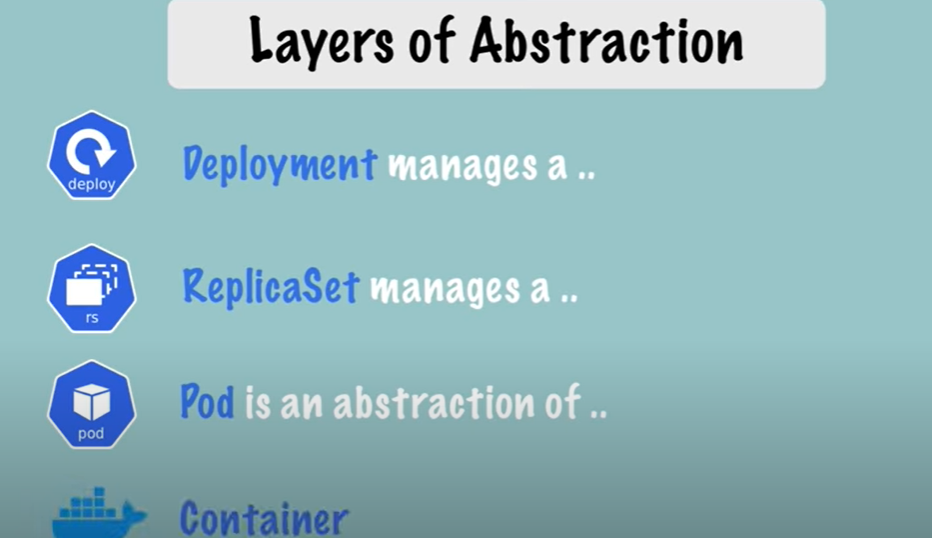 Layers of Abstraction
deploy
Deployment manages a ..
rs
ReplicaSet manages a ..
pod
Pod is an abstraction of ..
Container